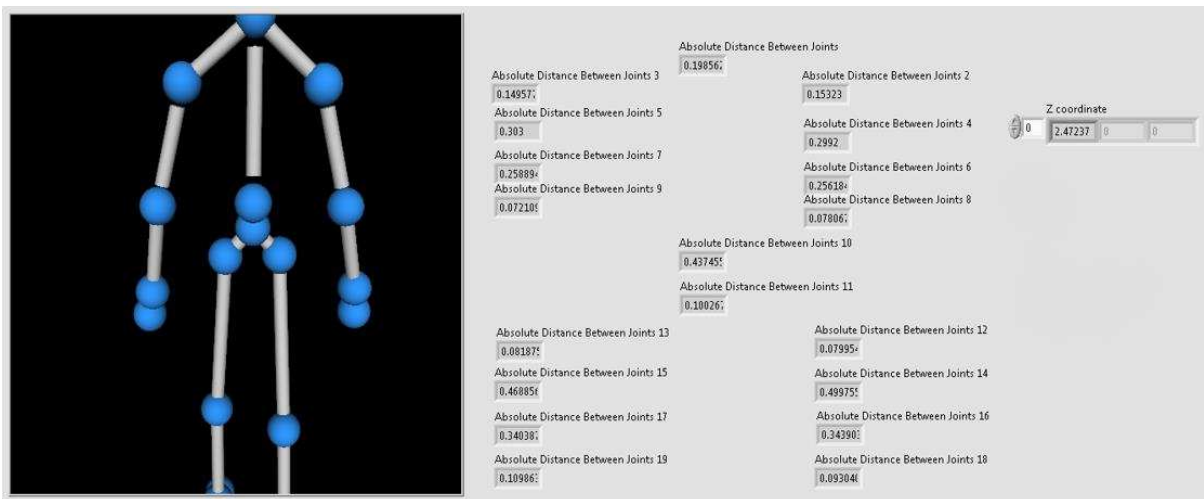 Absolute Distance Between Joints
0.19856
Absolute Distance Between Joints 3
0.14957
Absolute Distance Between Joints 2
0.15323
Absolute Distance Between Joints 5
0.303
Absolute Distance Between Joints 4
0.2992
Absolute Distance Between Joints 7
0.25889
Absolute Distance Between Joints 6
0.25618
Absolute Distance Between Joints 9
0.07210
Absolute Distance Between Joints 8
0.07806
Z coordinate
0 2.47237 0 0
Absolute Distance Between Joints 10
0.43745
Absolute Distance Between Joints 11
0.10026
Absolute Distance Between Joints 13
0.08187
Absolute Distance Between Joints 12
0.07995
Absolute Distance Between Joints 15
0.46885
Absolute Distance Between Joints 14
0.49975
Absolute Distance Between Joints 17
0.34038
Absolute Distance Between Joints 16
0.34390
Absolute Distance Between Joints 19
0.10986
Absolute Distance Between Joints 18
0.09304